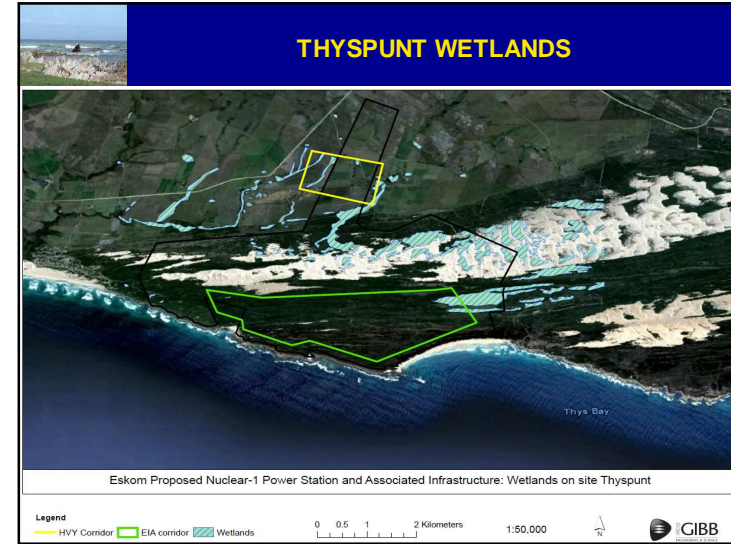 THYSPUNT WETLANDS
Thys Bay
Eskom Proposed Nuclear-1 Power Station and Associated Infrastructure: Wetlands on site Thyspunt
Legend
HVY Corridor EIA corridor Wetlands
0 0.5 1 2 Kilometers
1:50,000
N
GIBB